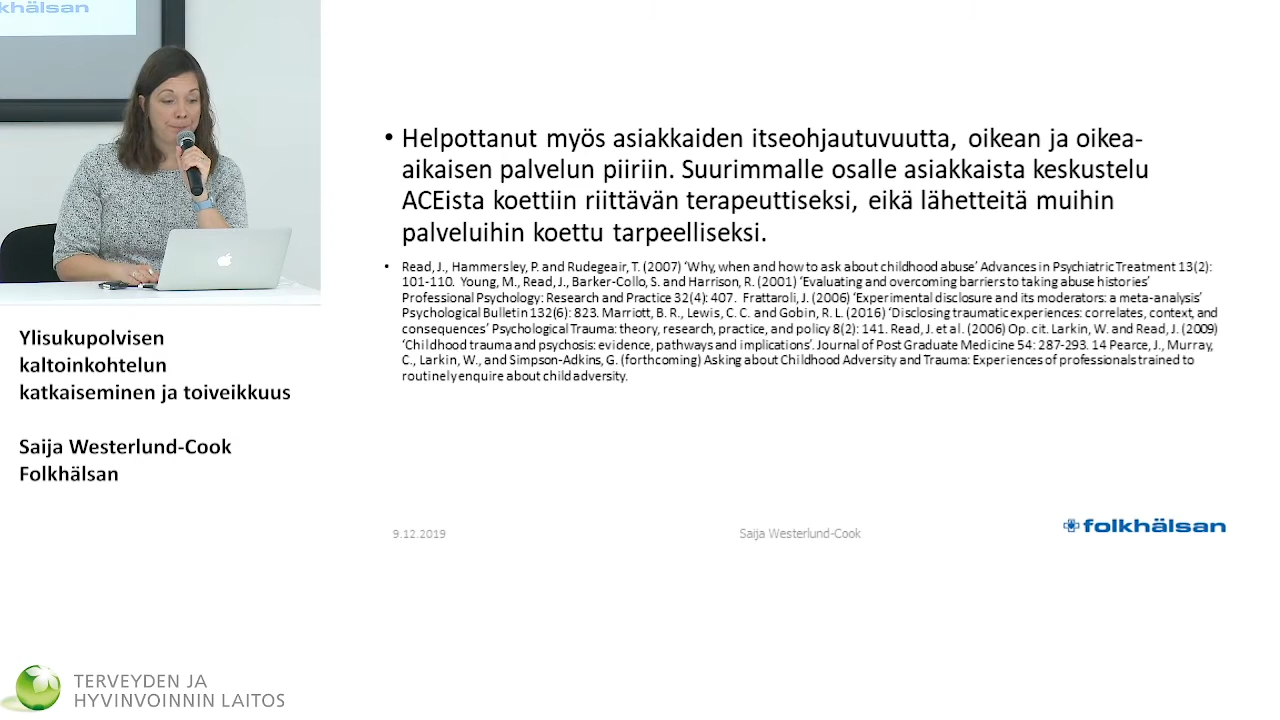 khälsan
• Helpottanut myös asiakkaiden itseohjautuvuutta, oikean ja oikea-
aikaisen palvelun piiriin. Suurimmalle osalle asiakkaista keskustelu
ACEista koettiin riittävän terapeuttiseksi, eikä lähetteitä muihin
palveluihin koettu tarpeelliseksi.
• Read, J., Hammersley, P. and Rudegeair, T. (2007) ‘Why, when and how to ask about childhood abuse’ Advances in Psychiatric Treatment 13(2):
101-110. Young, M., Read, J., Barker-Collo, S. and Harrison, R. (2001) ‘Evaluating and overcoming barriers to taking abuse histories’
Professional Psychology: Research and Practice 32(4): 407. Frattaroli, J. (2006) ‘Experimental disclosure and its moderators: a meta-analysis’
Psychological Bulletin 132(6): 823. Marriott, B. R., Lewis, C. C. and Gobin, R. L. (2016) ‘Disclosing traumatic experiences: correlates, context, and
consequences’ Psychological Trauma: theory, research, practice, and policy 8(2): 141. Read, J. et al. (2006) Op. cit. Larkin, W. and Read, J. (2009)
‘Childhood trauma and psychosis: evidence, pathways and implications’. Journal of Post Graduate Medicine 54: 287-293. 14 Pearce, J., Murray,
C., Larkin, W., and Simpson-Adkins, G. (forthcoming) Asking about Childhood Adversity and Trauma: Experiences of professionals trained to
routinely enquire about child adversity.
Ylisukupolvisen
kaltoinkohtelun
katkaiseminen ja toiveikkuus
Saija Westerlund-Cook
Folkhälsan
9.12.2019
Saija Westerlund-Cook
folkhälsan
TERVEYDEN JA
HYVINVOINNIN LAITOS